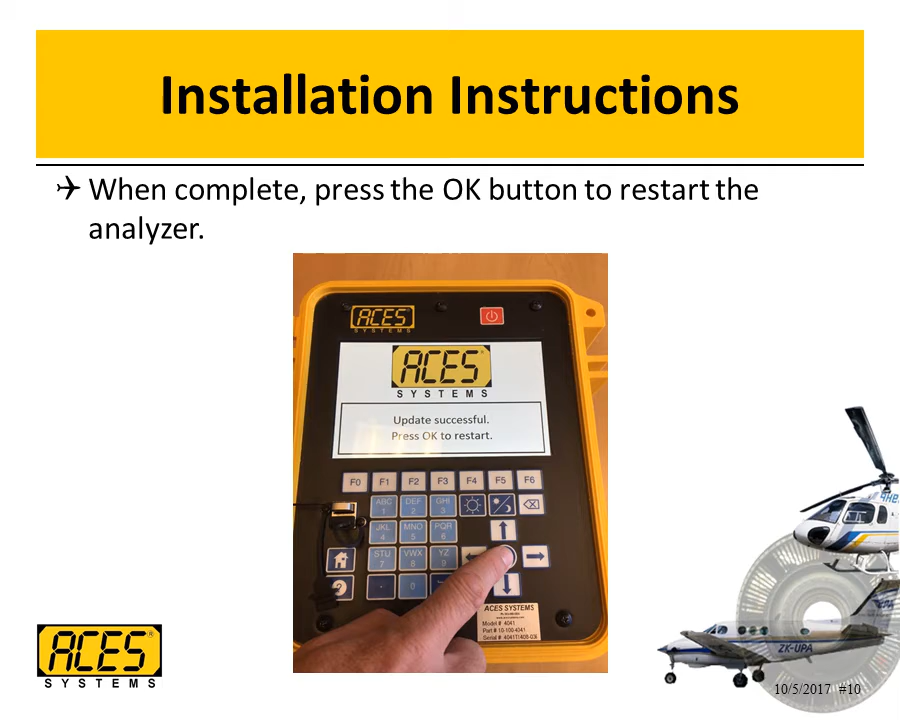 Installation Instructions
When complete, press the OK button to restart the
analyzer.
ACES
SYSTEMS
ACES®
SYSTEMS
Update successful.
Press OK to restart.
F0 F1 F2 F3 F4 F5 F6
ABC DEF GHI
1 2 3
JKL MNO PQR
4 5 6
STU VWX YZ
7 8 9
0
?
ACES SYSTEMS
Model # 4041
Part # 10-100-4041
ACES®
SYSTEMS
ZK-UPA
10/5/2017 #10